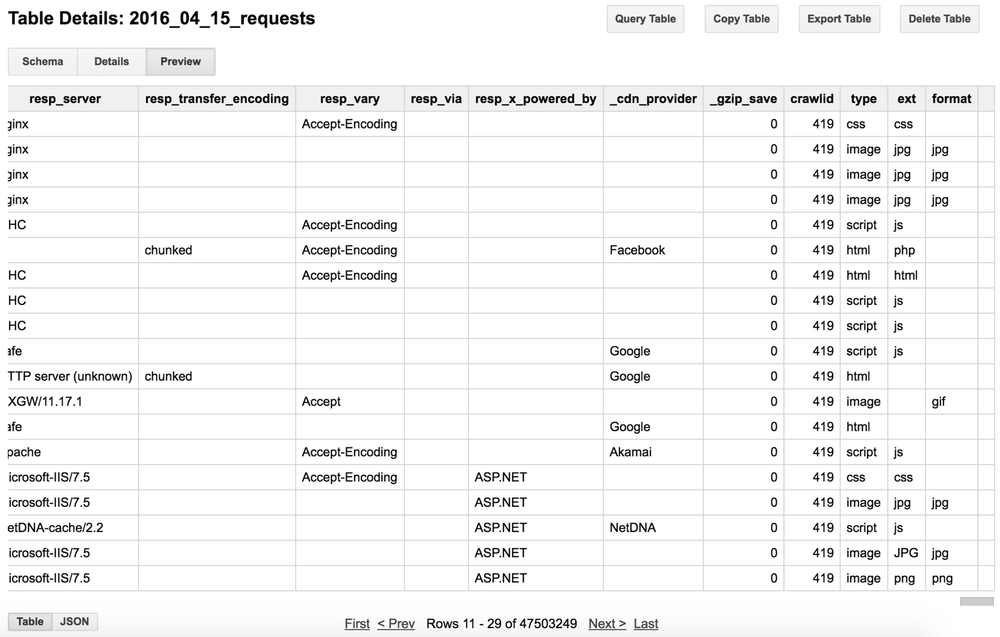 Table Details: 2016_04_15_requests
Query Table Copy Table Export Table Delete Table
Schema Details Preview
resp_server resp_transfer_encoding resp_vary resp_via resp_x_powered_by _cdn_provider _gzip_save crawlid type ext format
ginx Accept-Encoding 0 419 css css
ginx 0 419 image jpg jpg
ginx 0 419 image jpg jpg
ginx 0 419 image jpg jpg
HC Accept-Encoding 0 419 script js
chunked Accept-Encoding Facebook 0 419 html php
HC Accept-Encoding 0 419 html html
HC 0 419 script js
HC 0 419 script js
afe Google 0 419 script js
TTP server (unknown) chunked Google 0 419 html
XGW/11.17.1 Accept 0 419 image gif
afe Google 0 419 html
pache Accept-Encoding Akamai 0 419 script js
icrosoft-IIS/7.5 Accept-Encoding ASP.NET 0 419 css css
icrosoft-IIS/7.5 ASP.NET 0 419 image jpg jpg
etDNA-cache/2.2 ASP.NET NetDNA 0 419 script js
icrosoft-IIS/7.5 ASP.NET 0 419 image JPG jpg
icrosoft-IIS/7.5 ASP.NET 0 419 image png png
Table JSON First < Prev Rows 11 - 29 of 47503249 Next > Last